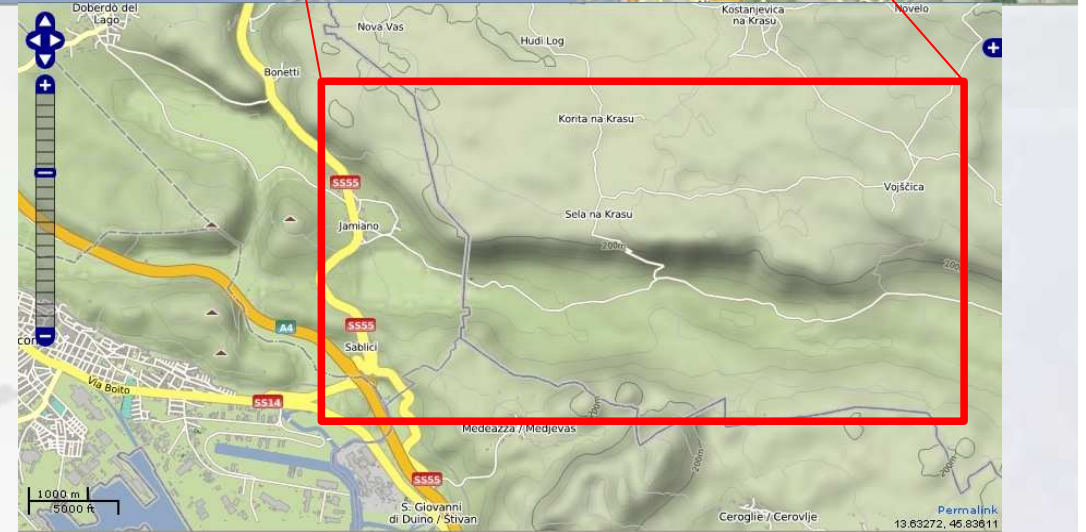 Doberdò del
Lago
Nova Vas
Kostanjevica
na Krasu
Novelo
Hudi Log
Bonetti
Korita na Krasu
SS55
Vojščica
Jamiano
Sela na Krasu
200m
200m
A4
SS55
Sablici
Via Boito
SS14
200m
Medeazza / Medjevas
200m
200m
SS55
1000 m
5000 ft
S. Giovanni
di Duino / Štivan
Ceroglie / Cerovlje
Permalink
13.63272, 45.83611